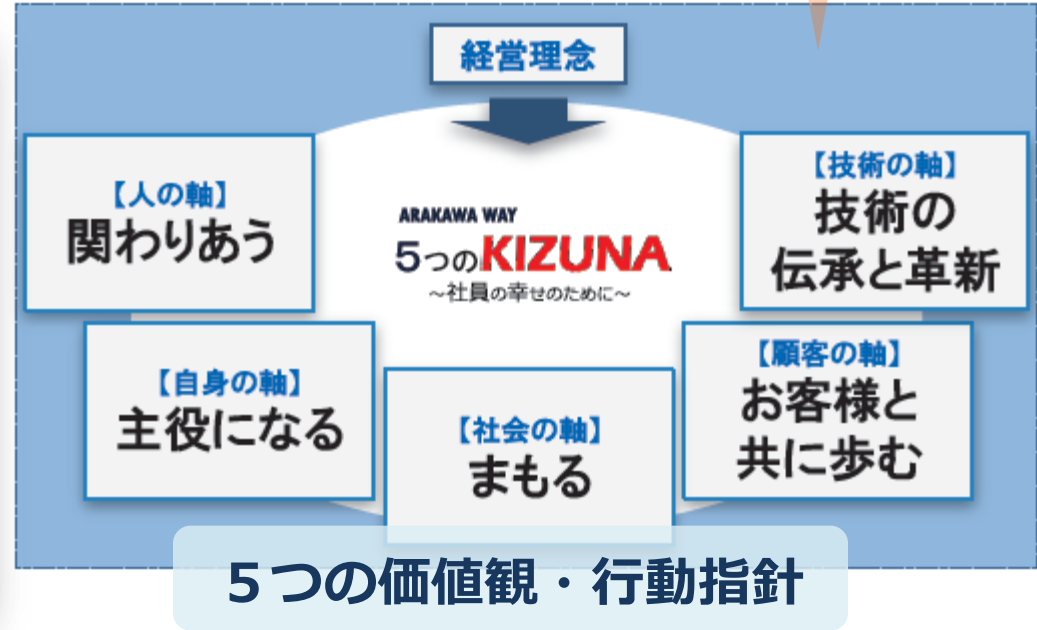 経営理念
【人の軸】
関わりあう
【技術の軸】
技術の
伝承と革新
ARAKAWA WAY
5つのKIZUNA
～社員の幸せのために～
【自身の軸】
主役になる
【社会の軸】
まもる
【顧客の軸】
お客様と
共に歩む
５つの価値観・行動指針